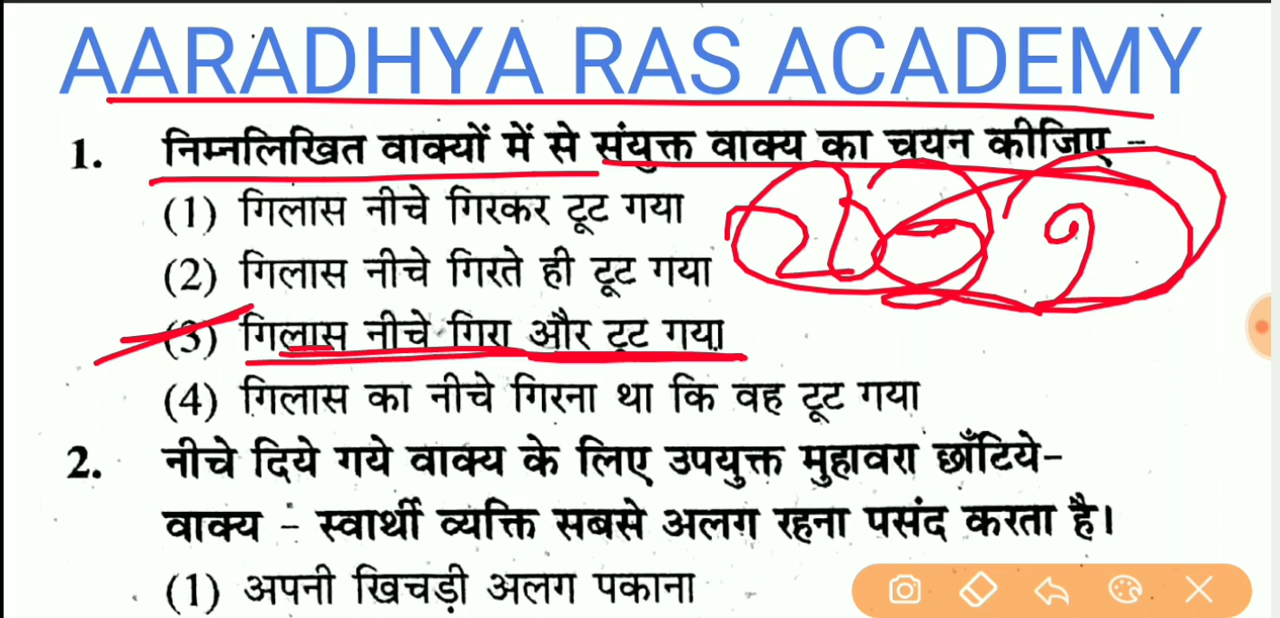 AARADHYA RAS ACADEMY
1. निम्नलिखित वाक्यों में से संयुक्त वाक्य का चयन कीजिए -
(1) गिलास नीचे गिरकर टूट गया
(2) गिलास नीचे गिरते ही टूट गया
(3) गिलास नीचे गिरा और टूट गया
(4) गिलास का नीचे गिरना था कि वह टूट गया
2. नीचे दिये गये वाक्य के लिए उपयुक्त मुहावरा छाँटिये-
वाक्य - स्वार्थी व्यक्ति सबसे अलग रहना पसंद करता है।
(1) अपनी खिचड़ी अलग पकाना